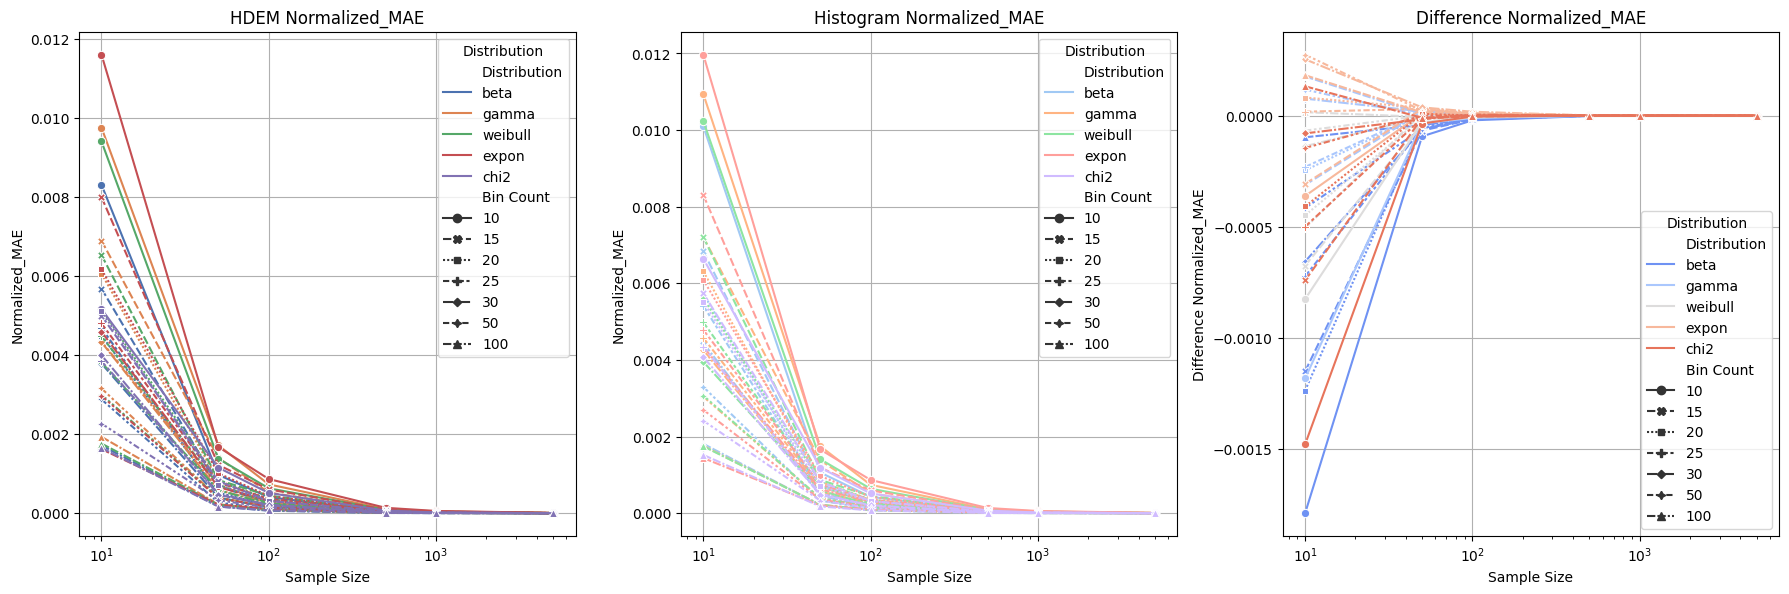 HDEM Normalized_MAE
Normalized_MAE
0.012
0.010
0.008
0.006
0.004
0.002
0.000
10¹
10²
10³
Sample Size
Distribution
Distribution
beta
gamma
weibull
expon
chi2
Bin Count
10
15
20
25
30
50
100
Histogram Normalized_MAE
Normalized_MAE
0.012
0.010
0.008
0.006
0.004
0.002
0.000
10¹
10²
10³
Sample Size
Distribution
Distribution
beta
gamma
weibull
expon
chi2
Bin Count
10
15
20
25
30
50
100
Difference Normalized_MAE
Difference Normalized_MAE
0.0000
−0.0005
−0.0010
−0.0015
10¹
10²
10³
Sample Size
Distribution
Distribution
beta
gamma
weibull
expon
chi2
Bin Count
10
15
20
25
30
50
100